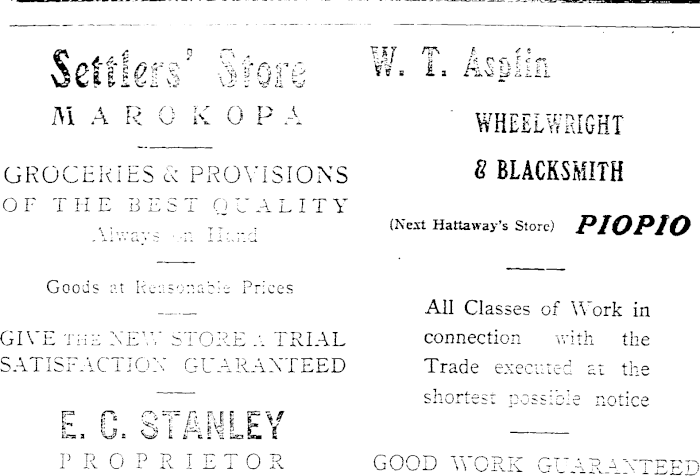 Settlers' Store
MAROKOPA
GROCERIES & PROVISIONS
OF THE BEST QUALITY
Always on Hand
Goods at Reasonable Prices
GIVE THE NEW STORE A TRIAL
SATISFACTION GUARANTEED
E. C. STANLEY
PROPRIETOR
W. T. Asplin
WHEELWRIGHT
& BLACKSMITH
(Next Hattaway's Store) PIOPIO
All Classes of Work in
connection with the
Trade executed at the
shortest possible notice
GOOD WORK GUARANTEED